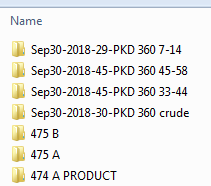 Name
Sep30-2018-29-PKD 360 7-14
Sep30-2018-45-PKD 360 45-58
Sep30-2018-45-PKD 360 33-44
Sep30-2018-30-PKD 360 crude
475 B
475 A
474 A PRODUCT